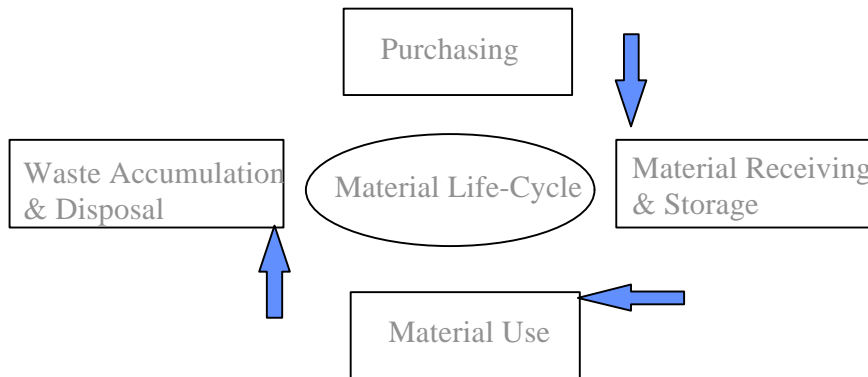 Purchasing
Waste Accumulation
& Disposal
Material Life-Cycle
Material Receiving
& Storage
Material Use